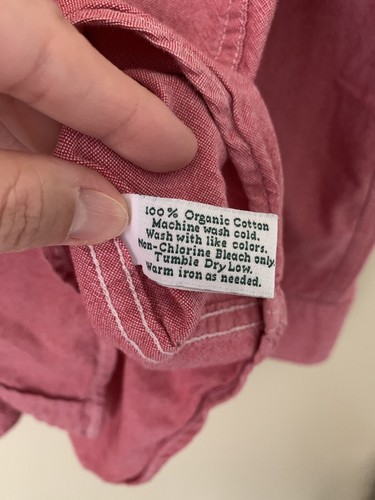 100% Organic Cotton
Machine wash cold.
Wash with like colors.
Non-Chlorine Bleach only.
Tumble Dry Low.
Warm iron as needed.